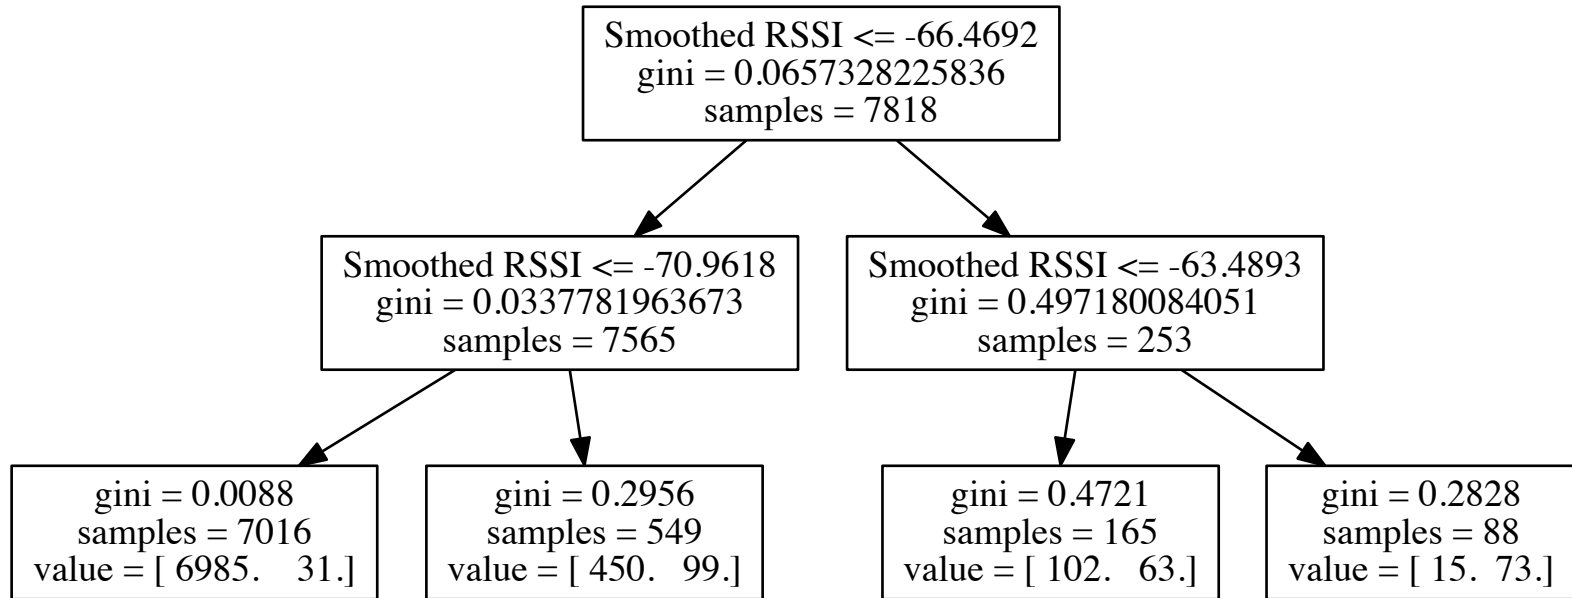 Smoothed RSSI <= -66.4692
gini = 0.0657328225836
samples = 7818
Smoothed RSSI <= -70.9618
gini = 0.0337781963673
samples = 7565
Smoothed RSSI <= -63.4893
gini = 0.497180084051
samples = 253
gini = 0.0088
samples = 7016
value = [ 6985.    31.]
gini = 0.2956
samples = 549
value = [ 450.   99.]
gini = 0.4721
samples = 165
value = [ 102.   63.]
gini = 0.2828
samples = 88
value = [ 15.  73.]